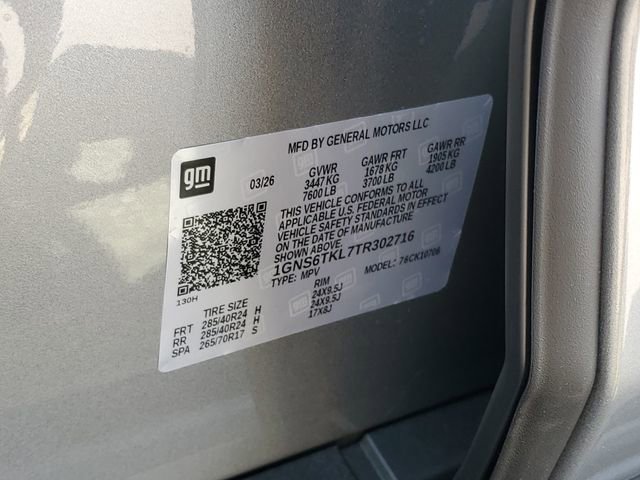 MFD BY GENERAL MOTORS LLC
gm
03/26
GVWR GAWR FRT GAWR RR
3447 KG 1678 KG 1905 KG
7600 LB 3700 LB 4200 LB
THIS VEHICLE CONFORMS TO ALL
APPLICABLE U.S. FEDERAL MOTOR
VEHICLE SAFETY STANDARDS IN EFFECT
ON THE DATE OF MANUFACTURE
SHOWN ABOVE.
1GNS6TKL7TR302716
TYPE: MPV MODEL: 76CK10706
130H
TIRE SIZE RIM
FRT 285/40R24 H 24X9.5J
RR 285/40R24 H 24X9.5J
SPA 265/70R17 S 17X8J